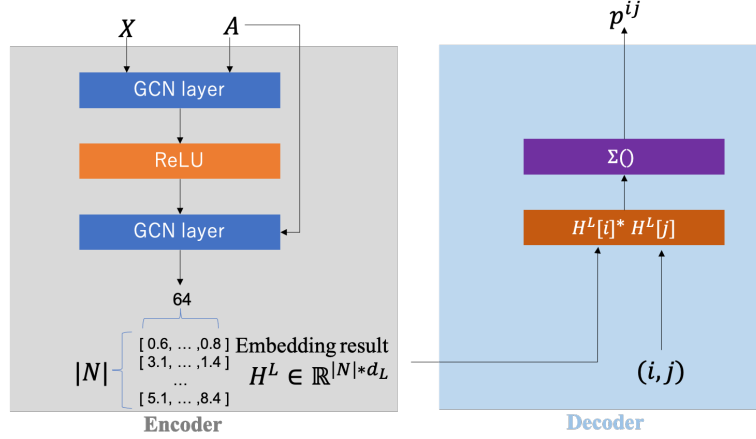 X
A
GCN layer
ReLU
GCN layer
64
|N|
[ 0.6, … ,0.8 ]
[ 3.1, … ,1.4 ]
…
[ 5.1, … ,8.4 ]
Embedding result
H^L ∈ ℝ^{|N|*d_L}
Encoder
p^{ij}
Σ()
H^L[i]* H^L[j]
(i, j)
Decoder